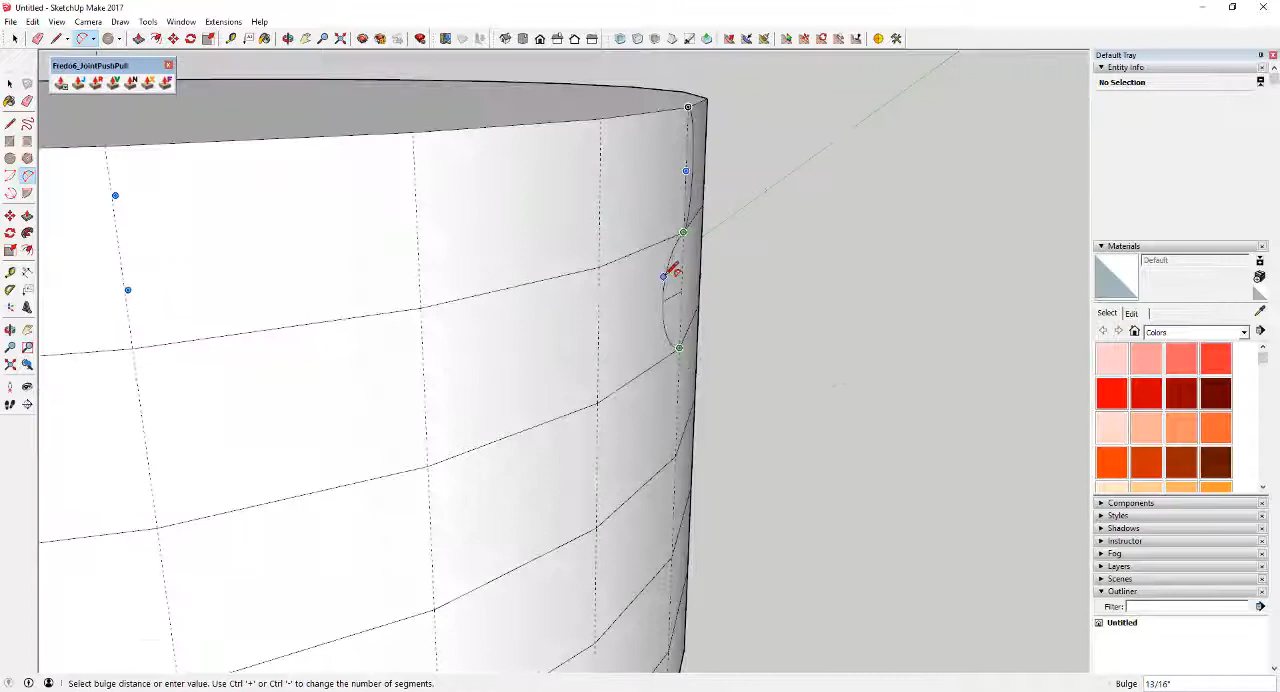 Untitled - SketchUp Make 2017
File Edit View Camera Draw Tools Window Extensions Help
Fredo6_JointPushPull
Default Tray
Entity Info
No Selection
Materials
Default
Select Edit
Colors
Components
Styles
Shadows
Instructor
Fog
Layers
Scenes
Outliner
Filter:
Untitled
Select bulge distance or enter value. Use Ctrl '+' or Ctrl '-' to change the number of segments.
Bulge 13/16"